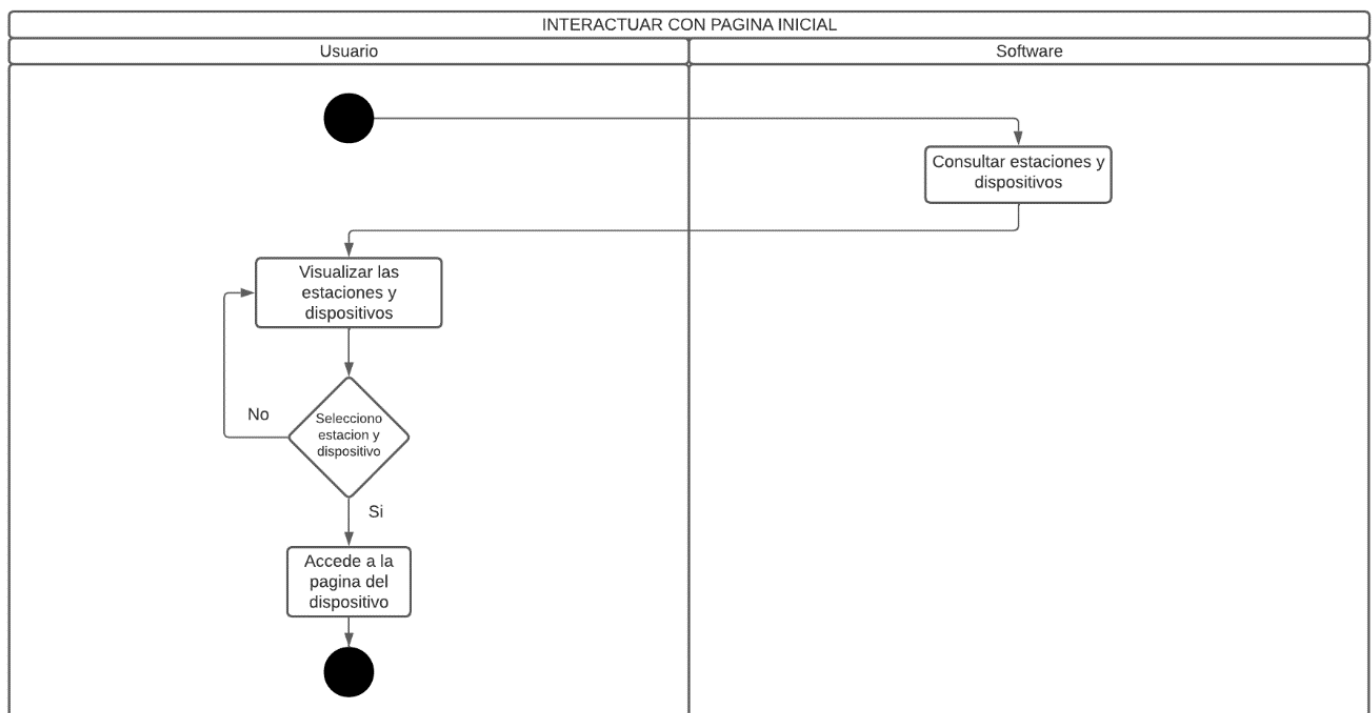 INTERACTUAR CON PAGINA INICIAL
Usuario
Software
Consultar estaciones y
dispositivos
Visualizar las
estaciones y
dispositivos
No
Selecciono
estacion y
dispositivo
Si
Accede a la
pagina del
dispositivo